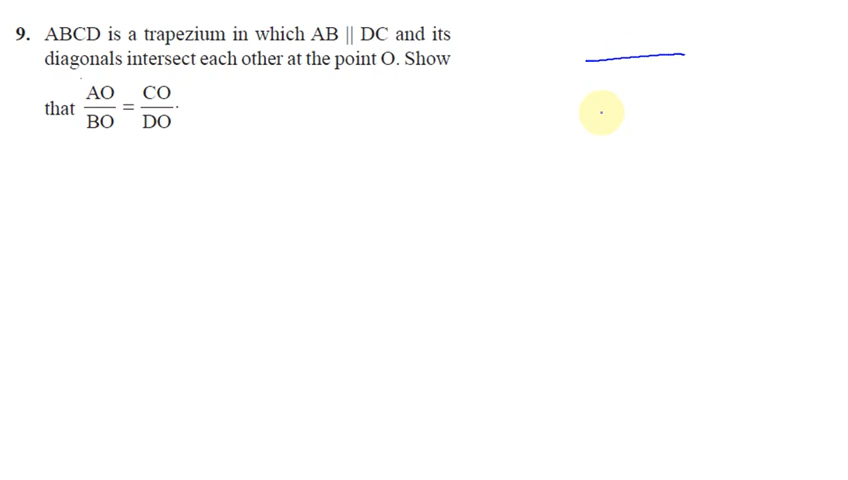 9. ABCD is a trapezium in which AB || DC and its
diagonals intersect each other at the point O. Show
that AO/BO = CO/DO.